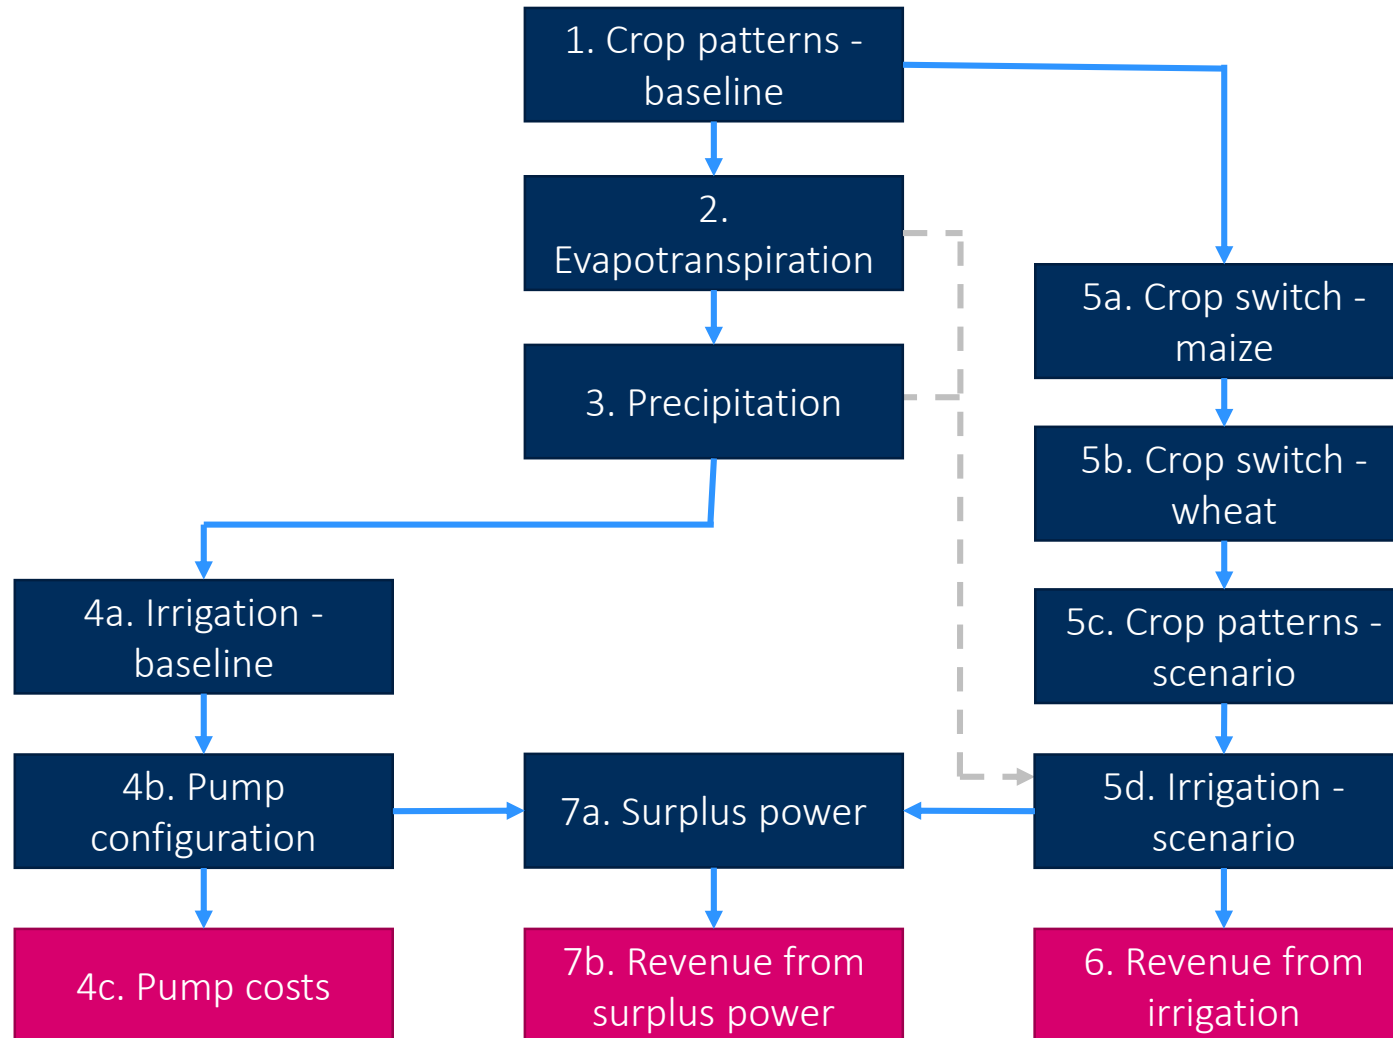 1. Crop patterns -
baseline
2.
Evapotranspiration
3. Precipitation
5a. Crop switch -
maize
5b. Crop switch -
wheat
5c. Crop patterns -
scenario
4a. Irrigation -
baseline
4b. Pump
configuration
7a. Surplus power
5d. Irrigation -
scenario
4c. Pump costs
7b. Revenue from
surplus power
6. Revenue from
irrigation